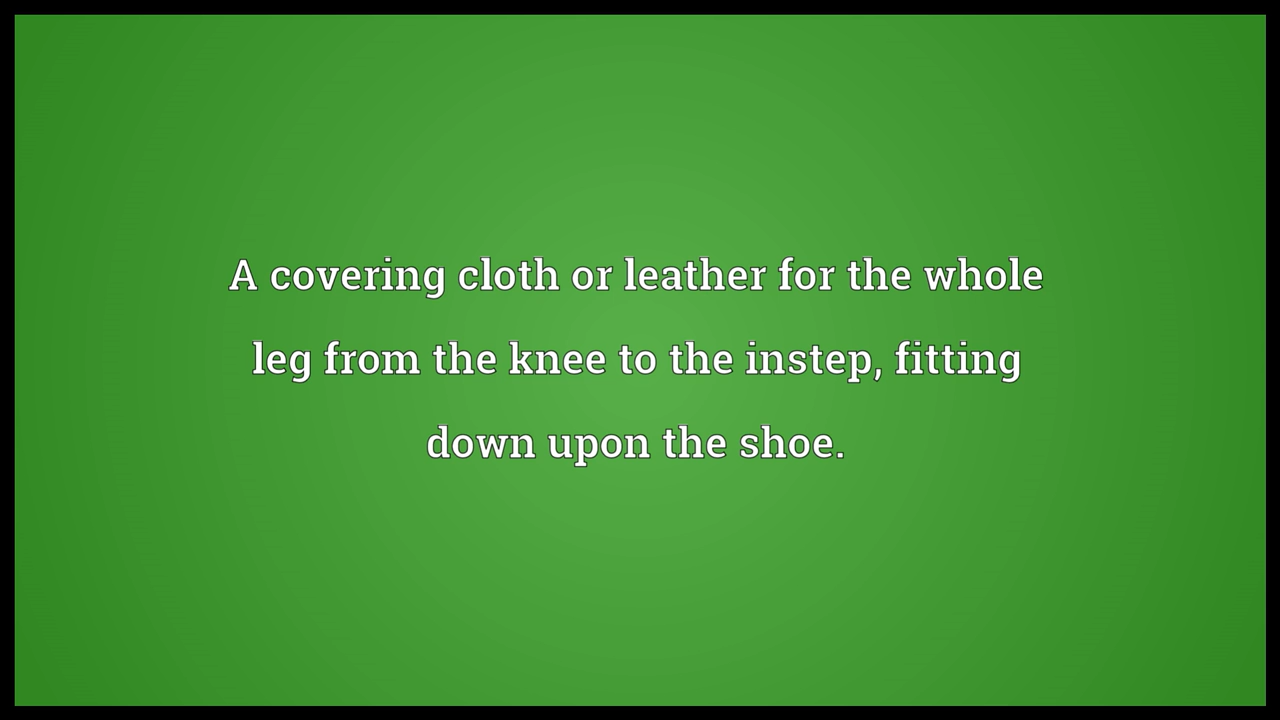 A covering cloth or leather for the whole
leg from the knee to the instep, fitting
down upon the shoe.